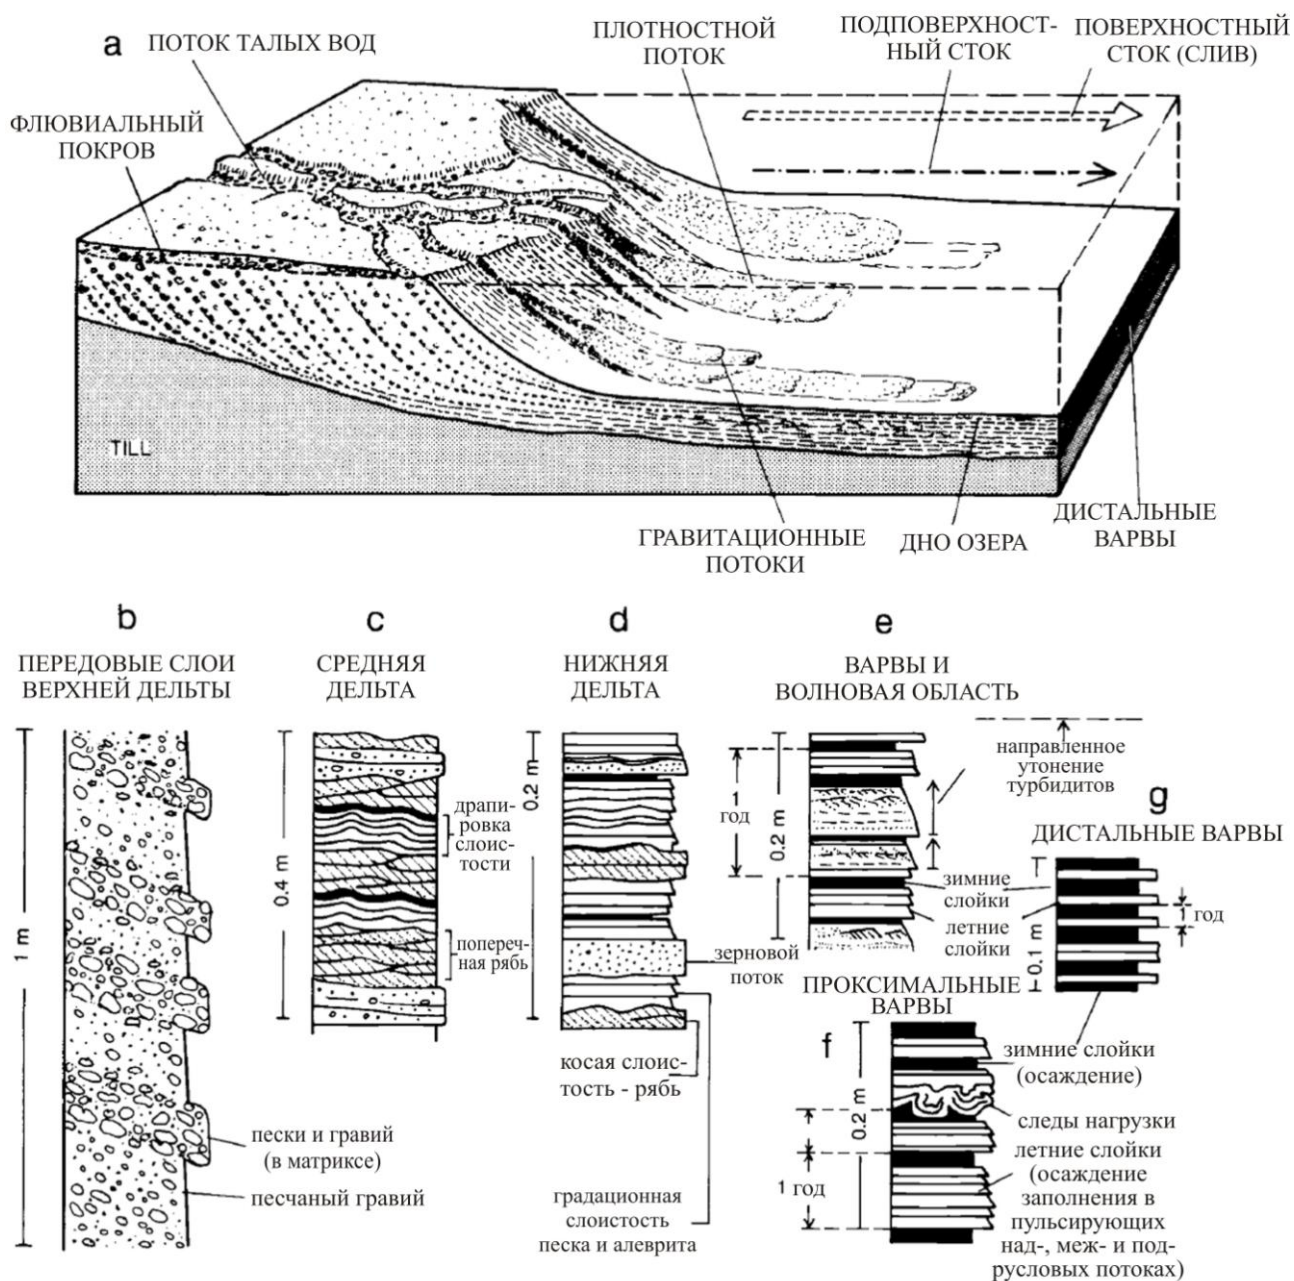 a
ПОТОК ТАЛЫХ ВОД
ПЛОТНОСТНОЙ
ПОТОК
ПОДПОВЕРХНОСТ-
НЫЙ СТОК
ПОВЕРХНОСТНЫЙ
СТОК (СЛИВ)
ФЛЮВИАЛЬНЫЙ
ПОКРОВ
TILL
ГРАВИТАЦИОННЫЕ
ПОТОКИ
ДНО ОЗЕРА
ДИСТАЛЬНЫЕ
ВАРВЫ
b
ПЕРЕДОВЫЕ СЛОИ
ВЕРХНЕЙ ДЕЛЬТЫ
1 m
пески и гравий
(в матриксе)
песчаный гравий
c
СРЕДНЯЯ
ДЕЛЬТА
0.4 m
драпи-
ровка
слоис-
тости
попереч-
ная рябь
d
НИЖНЯЯ
ДЕЛЬТА
0.2 m
зерновой
поток
косая слоис-
тость - рябь
градационная
слоистость
песка и алеврита
e
ВАРВЫ И
ВОЛНОВАЯ ОБЛАСТЬ
1
год
0.2 m
направленное
утонение
турбидитов
зимние
слойки
летние
слойки
g
ДИСТАЛЬНЫЕ ВАРВЫ
0.1 m
1
год
ПРОКСИМАЛЬНЫЕ
ВАРВЫ
f
0.2 m
1 год
зимние слойки
(осаждение)
следы нагрузки
летние слойки
(осаждение
заполнения в
пульсирующих
над-, меж- и под-
русловых потоках)